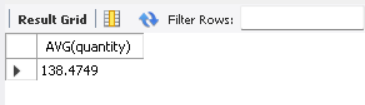 Result Grid Filter Rows:
AVG(quantity)
138.4749